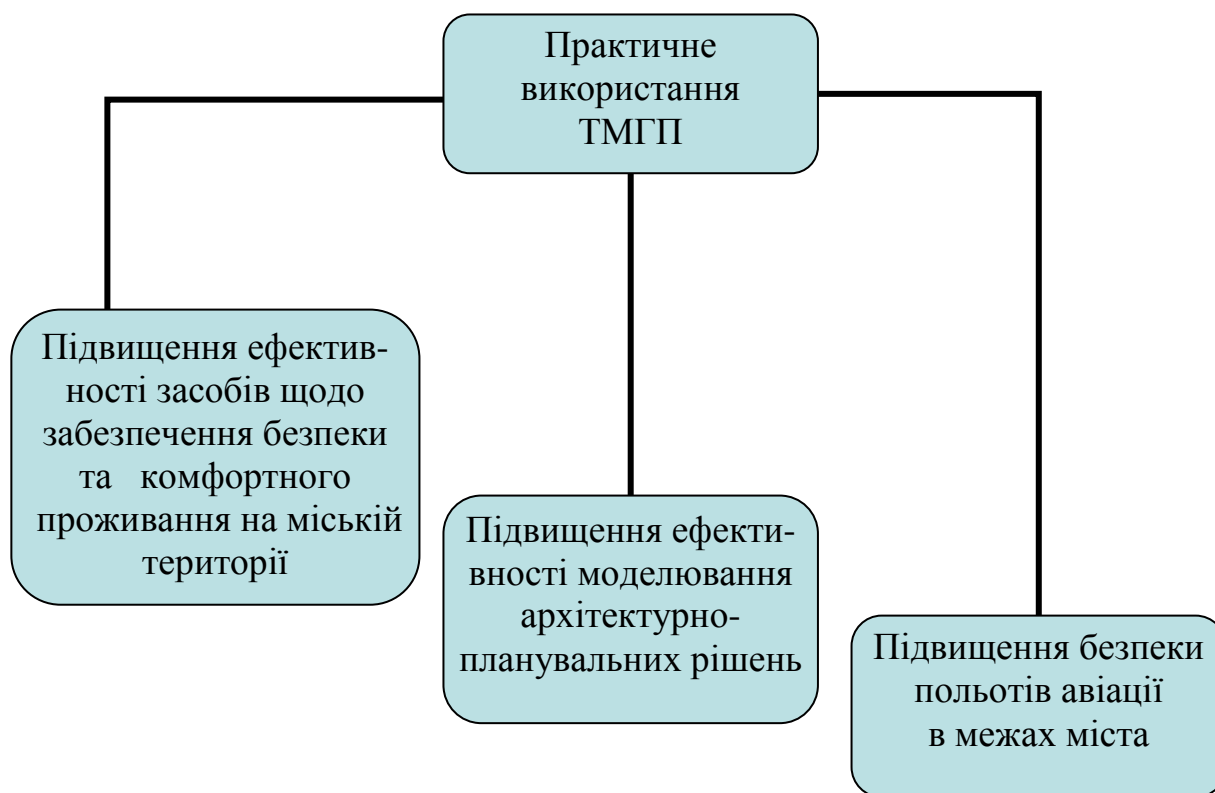 Практичне
використання
ТМГП
Підвищення ефектив-
ності засобів щодо
забезпечення безпеки
та комфортного
проживання на міській
території
Підвищення ефекти-
вності моделювання
архітектурно-
планувальних рішень
Підвищення безпеки
польотів авіації
в межах міста